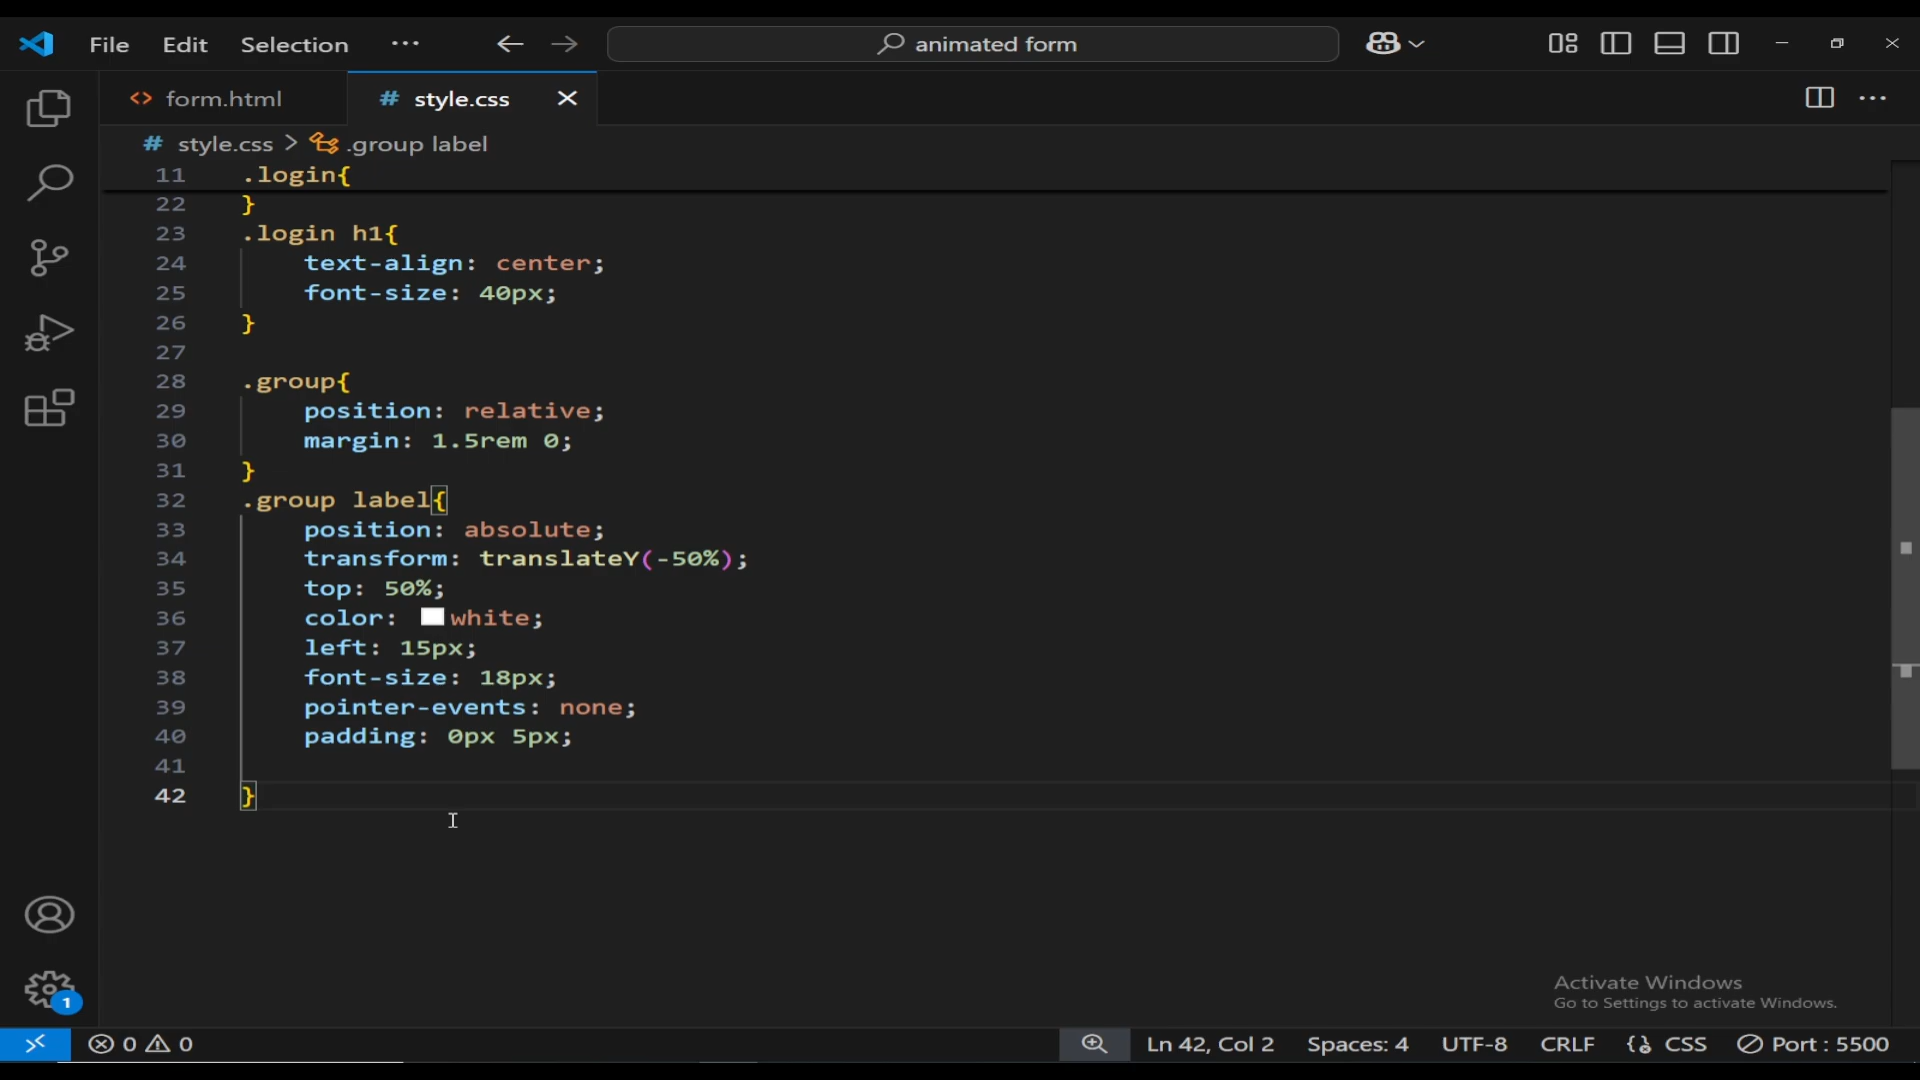 File Edit Selection ··· animated form
form.html # style.css
# style.css > .group label
11 .login{
22 }
23 .login h1{
24 text-align: center;
25 font-size: 40px;
26 }
27
28 .group{
29 position: relative;
30 margin: 1.5rem 0;
31 }
32 .group label{
33 position: absolute;
34 transform: translateY(-50%);
35 top: 50%;
36 color: white;
37 left: 15px;
38 font-size: 18px;
39 pointer-events: none;
40 padding: 0px 5px;
41
42 }
Activate Windows
Go to Settings to activate Windows.
1
0 0 Ln 42, Col 2 Spaces: 4 UTF-8 CRLF CSS Port : 5500